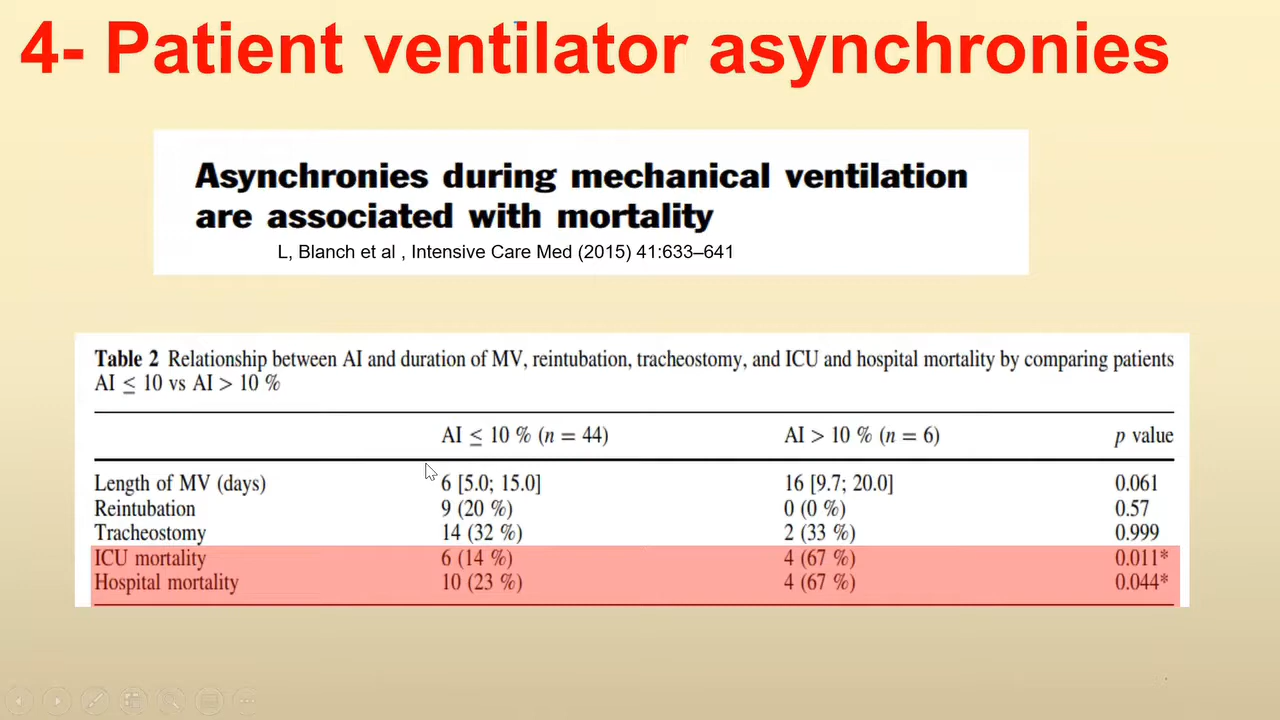 4- Patient ventilator asynchronies
Asynchronies during mechanical ventilation
are associated with mortality
L, Blanch et al , Intensive Care Med (2015) 41:633–641
Table 2 Relationship between AI and duration of MV, reintubation, tracheostomy, and ICU and hospital mortality by comparing patients
AI ≤ 10 vs AI > 10 %
AI ≤ 10 % (n = 44) AI > 10 % (n = 6) p value
Length of MV (days) 6 [5.0; 15.0] 16 [9.7; 20.0] 0.061
Reintubation 9 (20 %) 0 (0 %) 0.57
Tracheostomy 14 (32 %) 2 (33 %) 0.999
ICU mortality 6 (14 %) 4 (67 %) 0.011*
Hospital mortality 10 (23 %) 4 (67 %) 0.044*